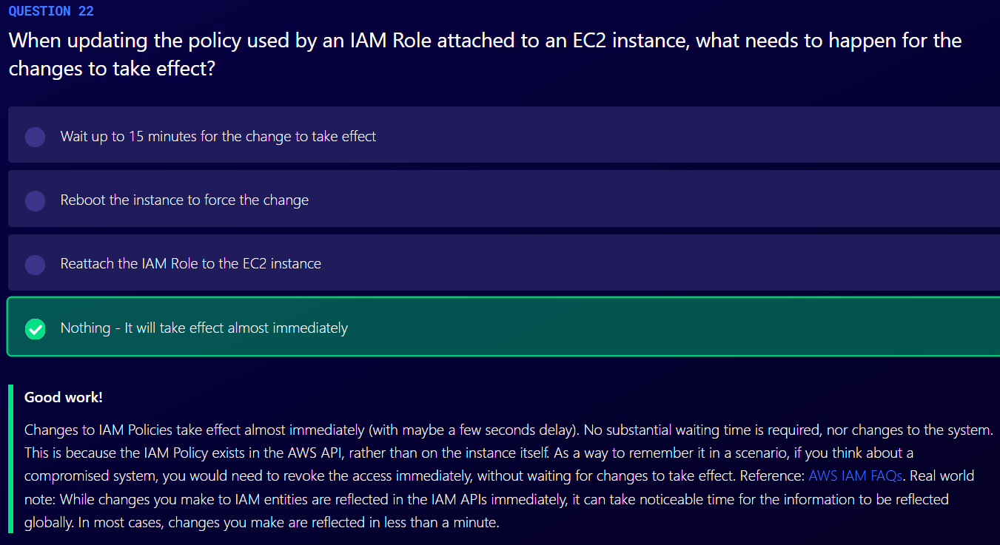 QUESTION 22
When updating the policy used by an IAM Role attached to an EC2 instance, what needs to happen for the
changes to take effect?
Wait up to 15 minutes for the change to take effect
Reboot the instance to force the change
Reattach the IAM Role to the EC2 instance
Nothing - It will take effect almost immediately
Good work!
Changes to IAM Policies take effect almost immediately (with maybe a few seconds delay). No substantial waiting time is required, nor changes to the system.
This is because the IAM Policy exists in the AWS API, rather than on the instance itself. As a way to remember it in a scenario, if you think about a
compromised system, you would need to revoke the access immediately, without waiting for changes to take effect. Reference: AWS IAM FAQs. Real world
note: While changes you make to IAM entities are reflected in the IAM APIs immediately, it can take noticeable time for the information to be reflected
globally. In most cases, changes you make are reflected in less than a minute.